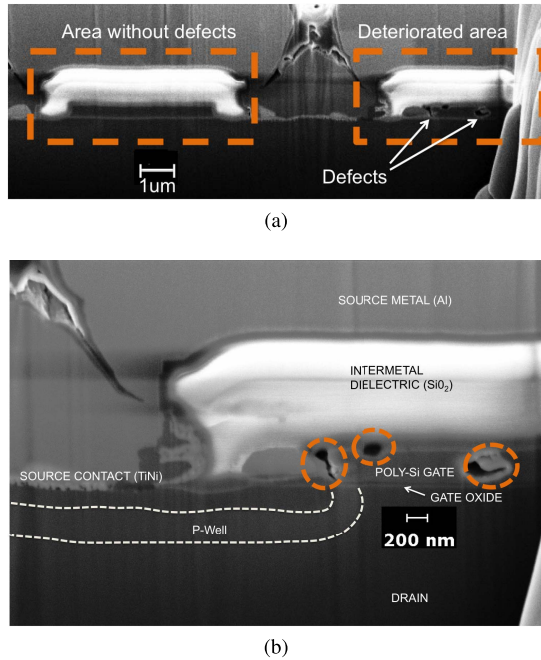 Area without defects
Deteriorated area
1um
Defects
(a)
SOURCE METAL (Al)
INTERMETAL
DIELECTRIC (Si0₂)
POLY-Si GATE
SOURCE CONTACT (TiNi)
GATE OXIDE
P-Well
200 nm
DRAIN
(b)